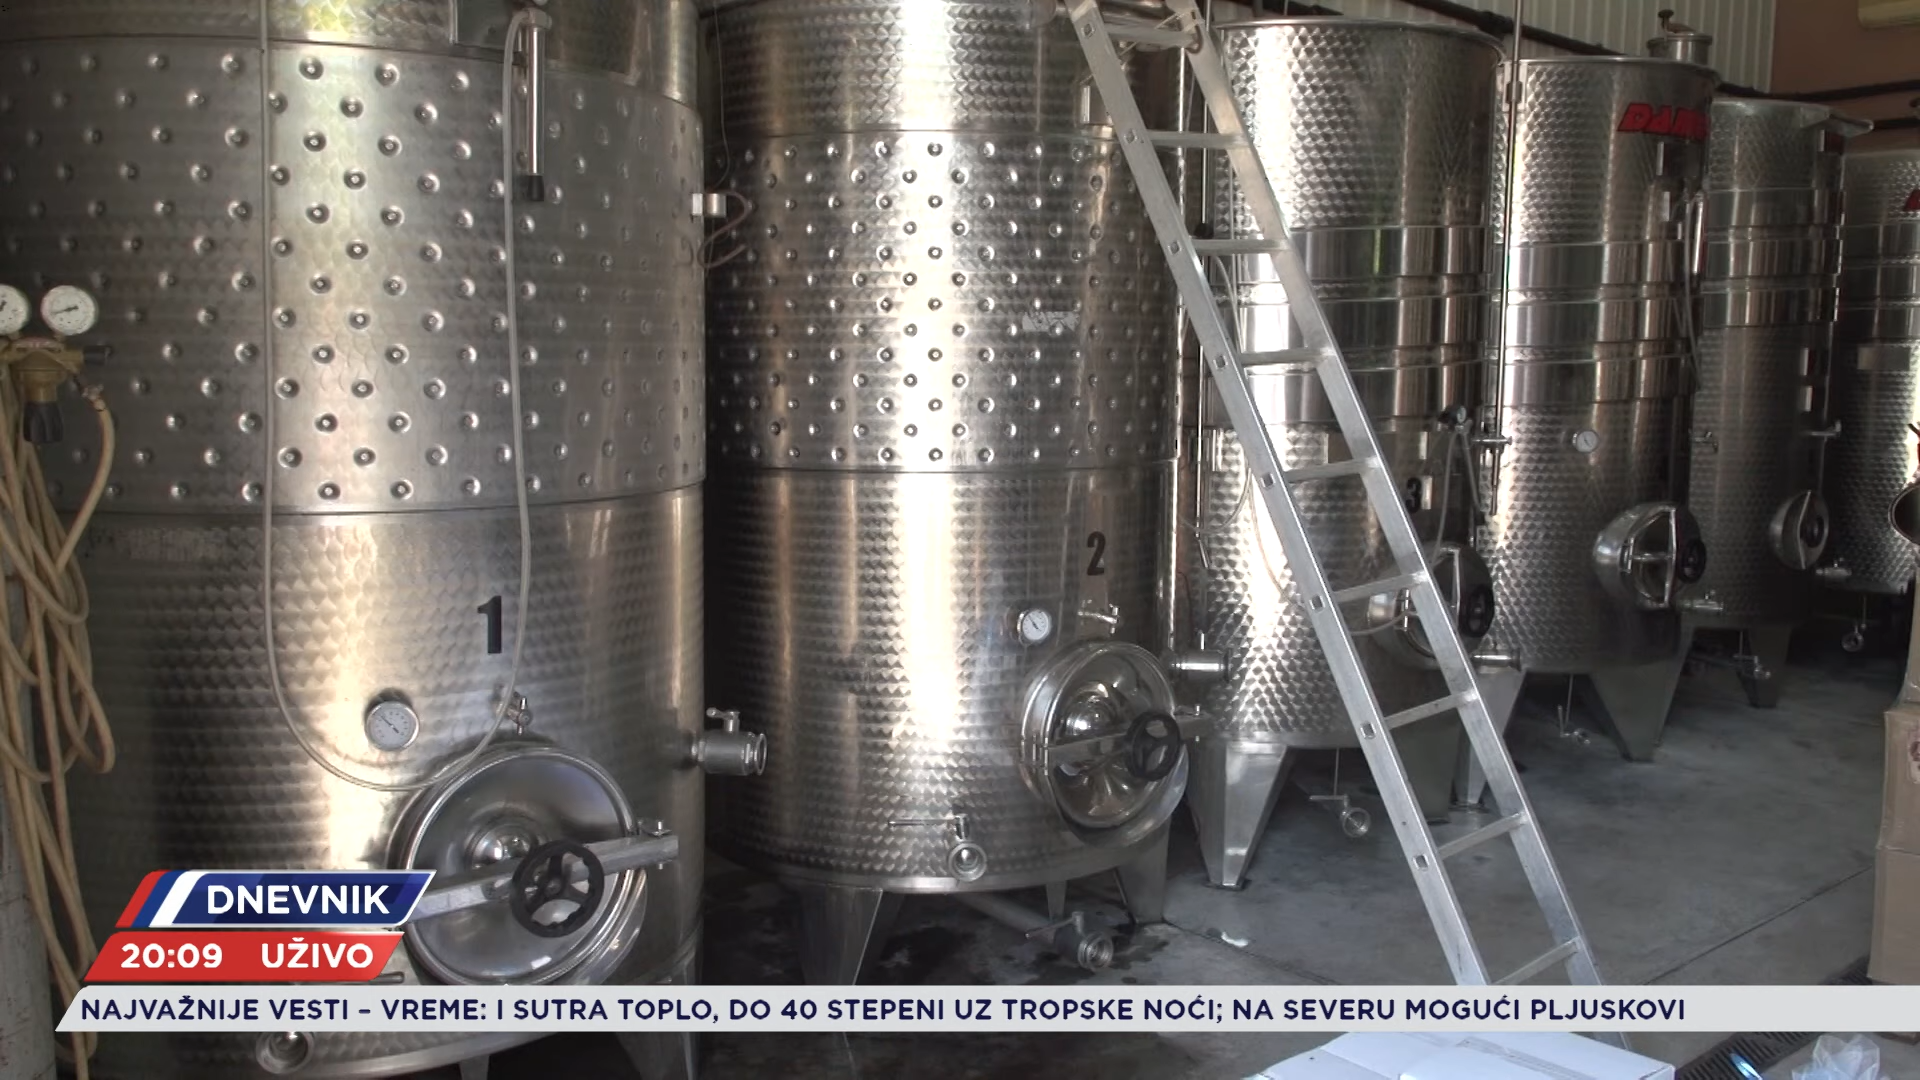 DAM
1
2
3
DNEVNIK
20:09 UŽIVO
NAJVAŽNIJE VESTI – VREME: I SUTRA TOPLO, DO 40 STEPENI UZ TROPSKE NOĆI; NA SEVERU MOGUĆI PLJUSKOVI